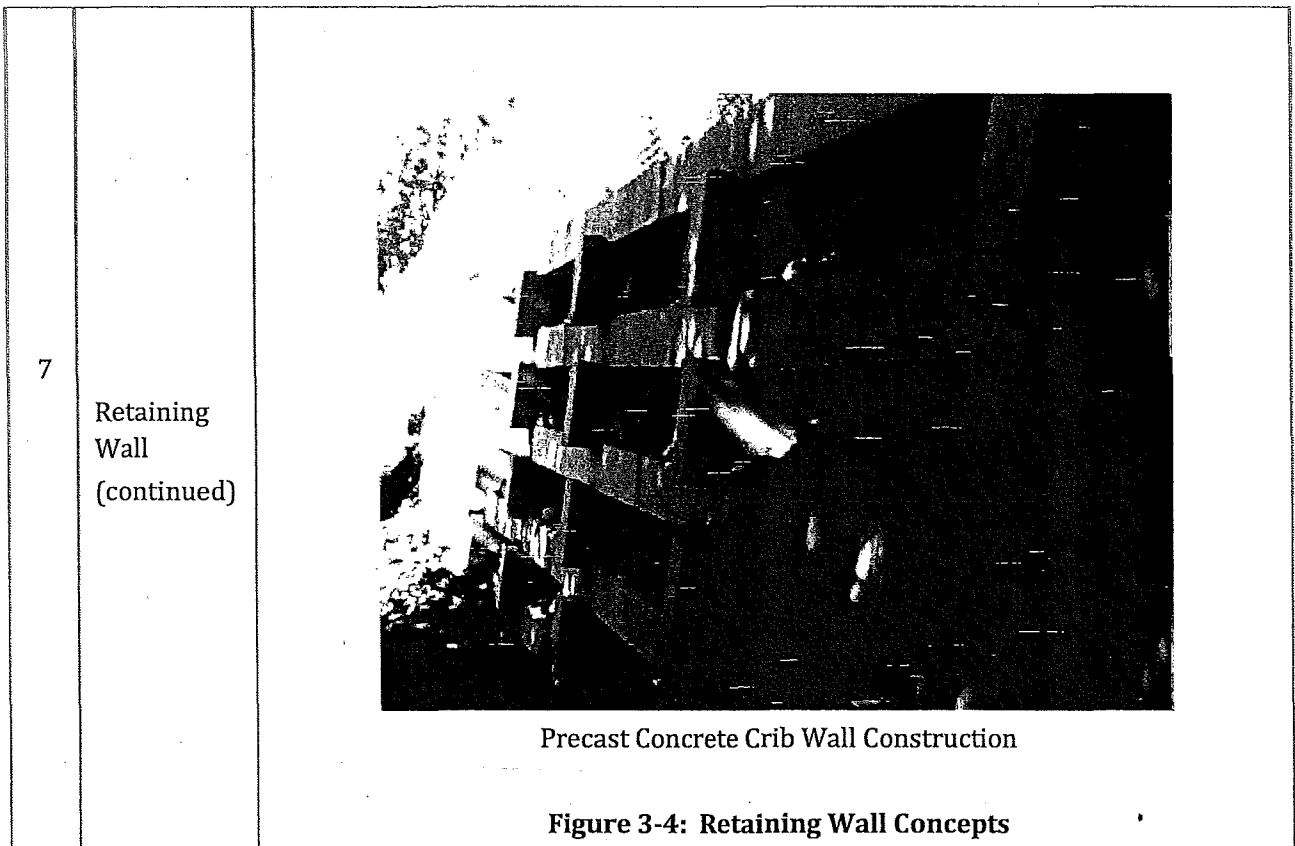 7
Retaining
Wall
(continued)
Precast Concrete Crib Wall Construction
Figure 3-4: Retaining Wall Concepts